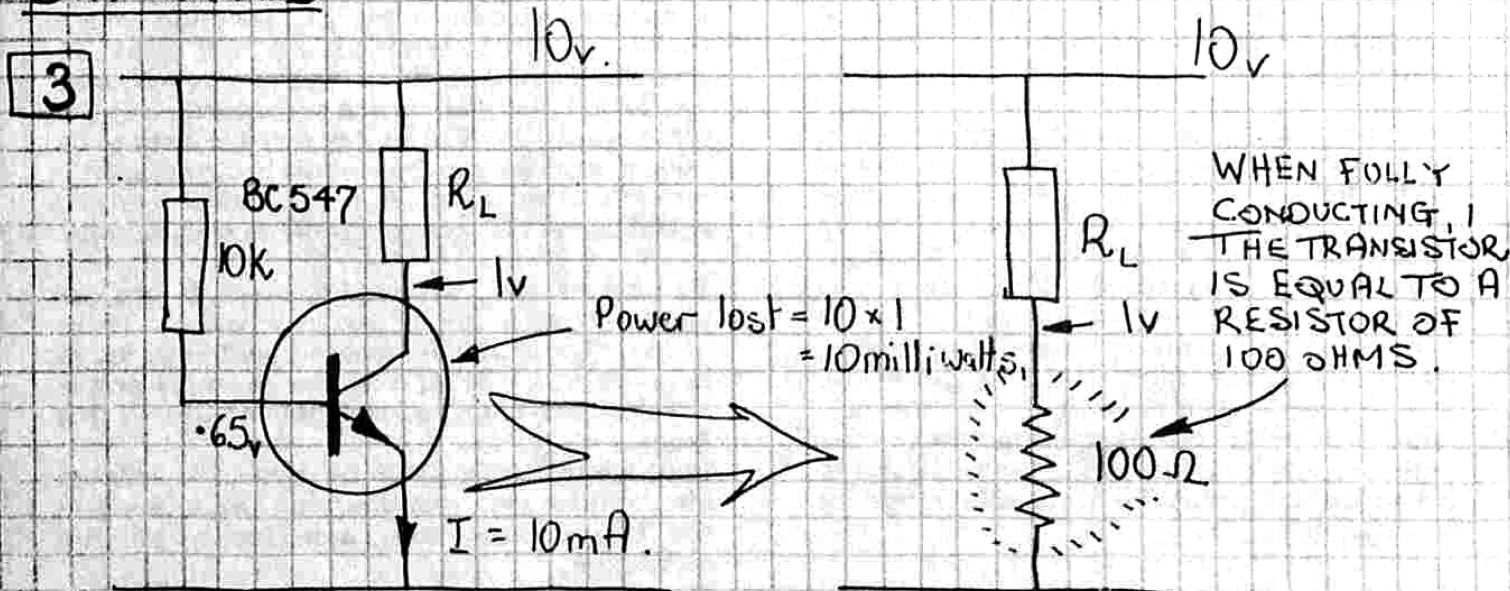 3
10v.
BC547
RL
10K
1v
Power lost = 10 × 1
= 10 milliwatts.
.65v
I = 10mA.
10v
RL
1v
WHEN FULLY
CONDUCTING,
THE TRANSISTOR
IS EQUAL TO A
RESISTOR OF
100 OHMS.
100Ω